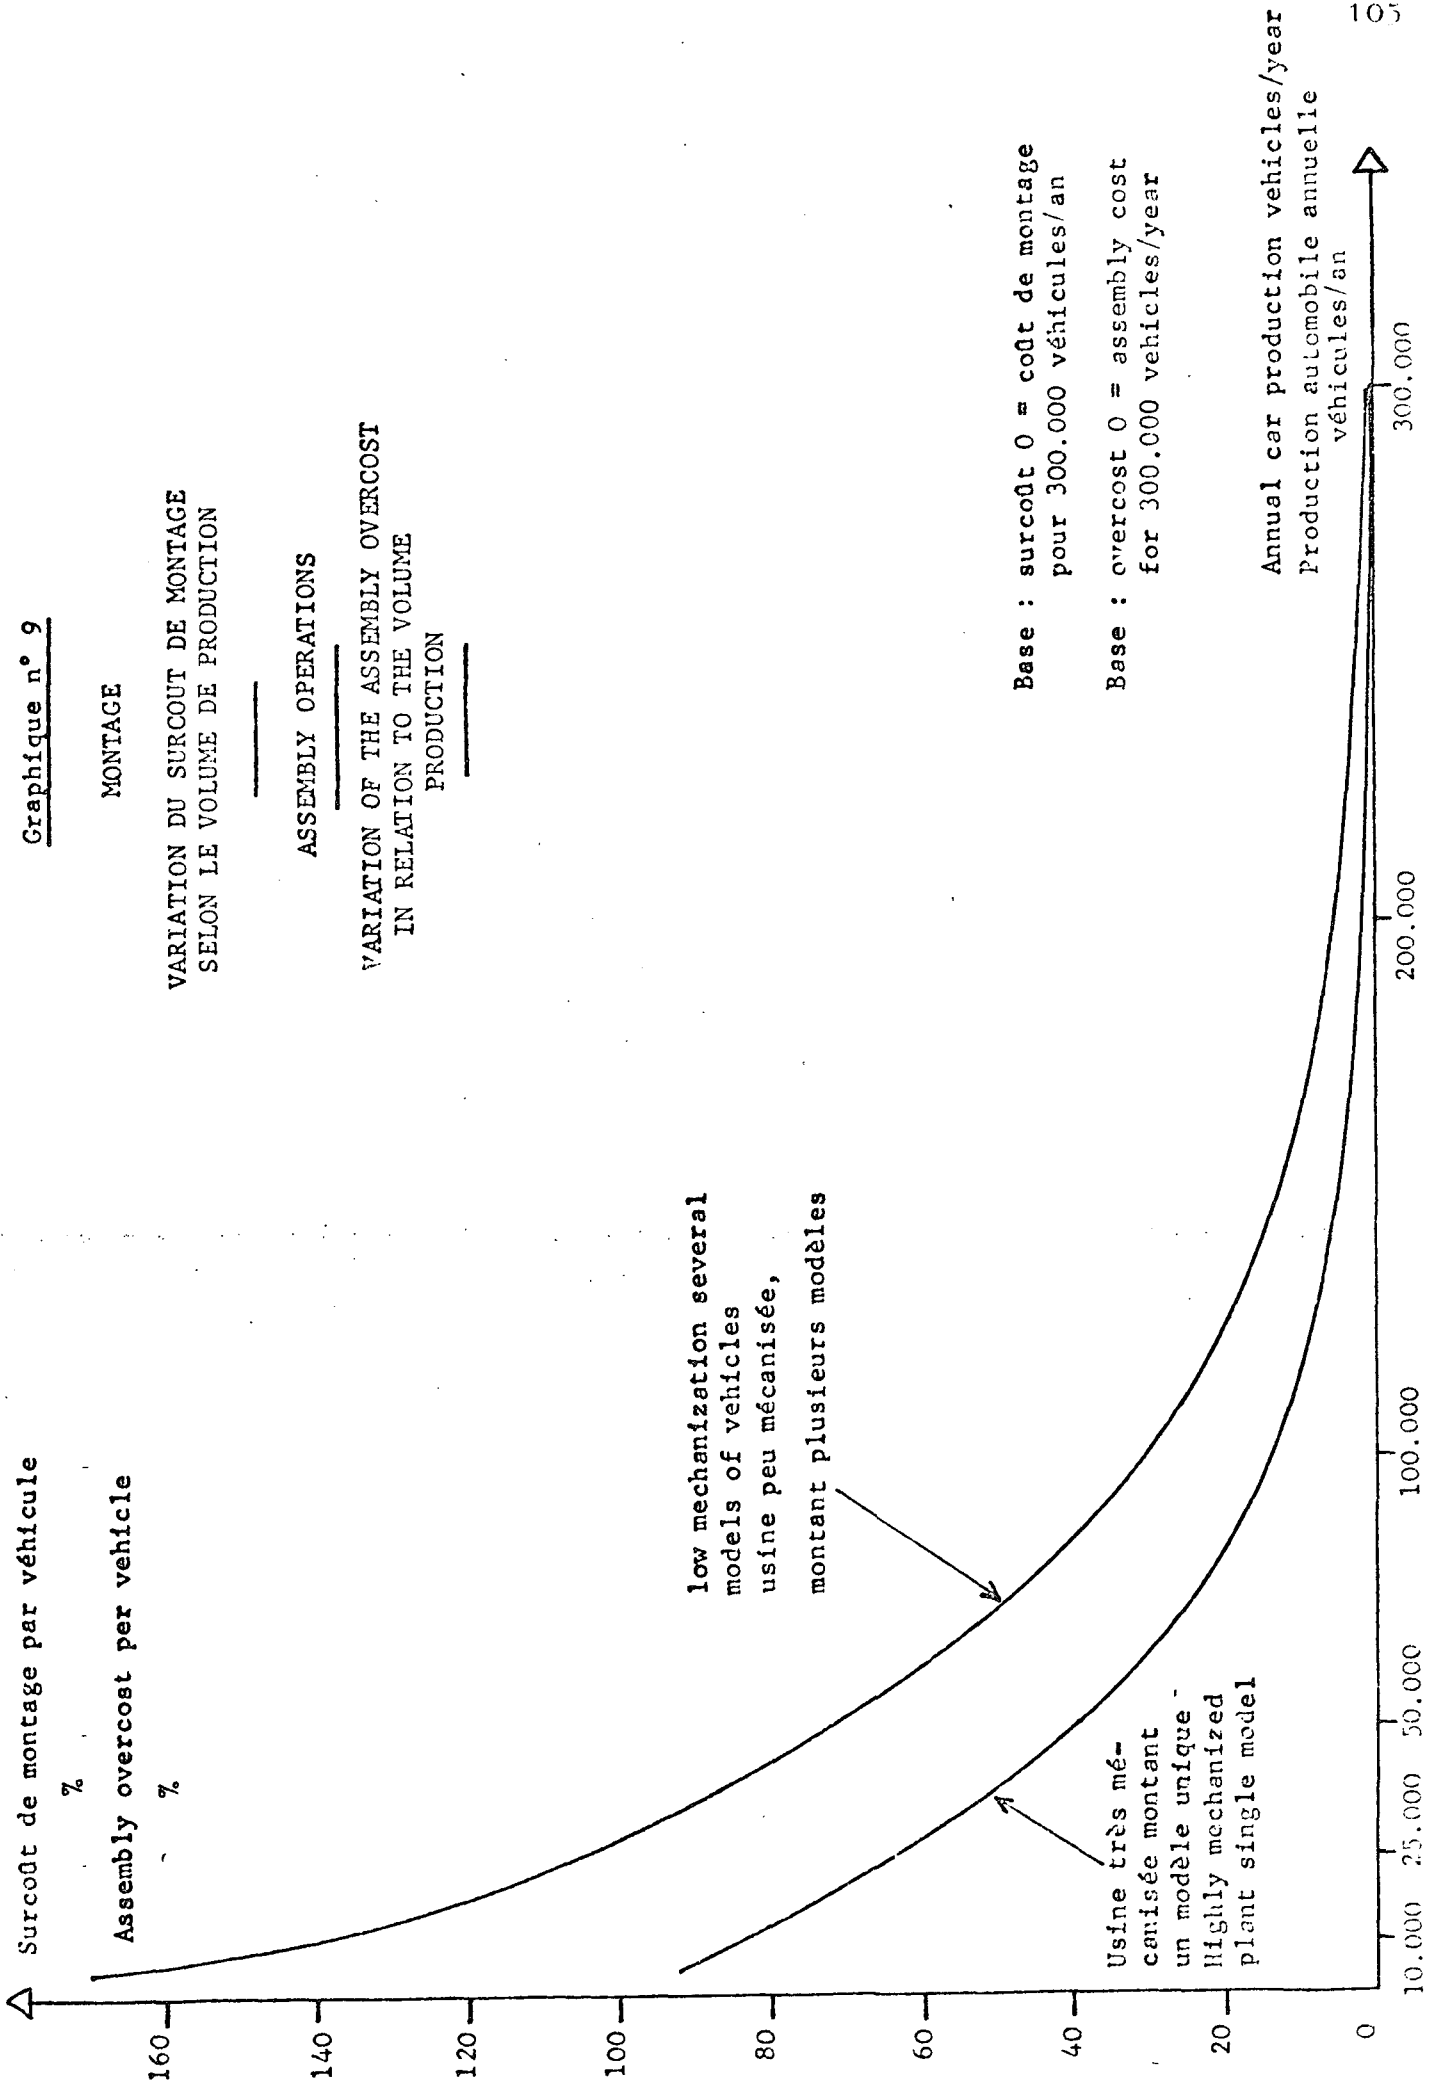 105
Graphique n° 9
MONTAGE
VARIATION DU SURCOUT DE MONTAGE
SELON LE VOLUME DE PRODUCTION
ASSEMBLY OPERATIONS
VARIATION OF THE ASSEMBLY OVERCOST
IN RELATION TO THE VOLUME
PRODUCTION
Surcoût de montage par véhicule
%
Assembly overcost per vehicle
%
160
140
120
100
80
60
40
20
0
low mechanization several
models of vehicles
usine peu mécanisée,
montant plusieurs modèles
Usine très mé-
canisée montant
un modèle unique
Highly mechanized
plant single model
Base : surcoût 0 = coût de montage
pour 300.000 véhicules/an
Base : overcost 0 = assembly cost
for 300.000 vehicles/year
Annual car production vehicles/year
Production automobile annuelle
véhicules/an
10.000
25.000
50.000
100.000
200.000
300.000